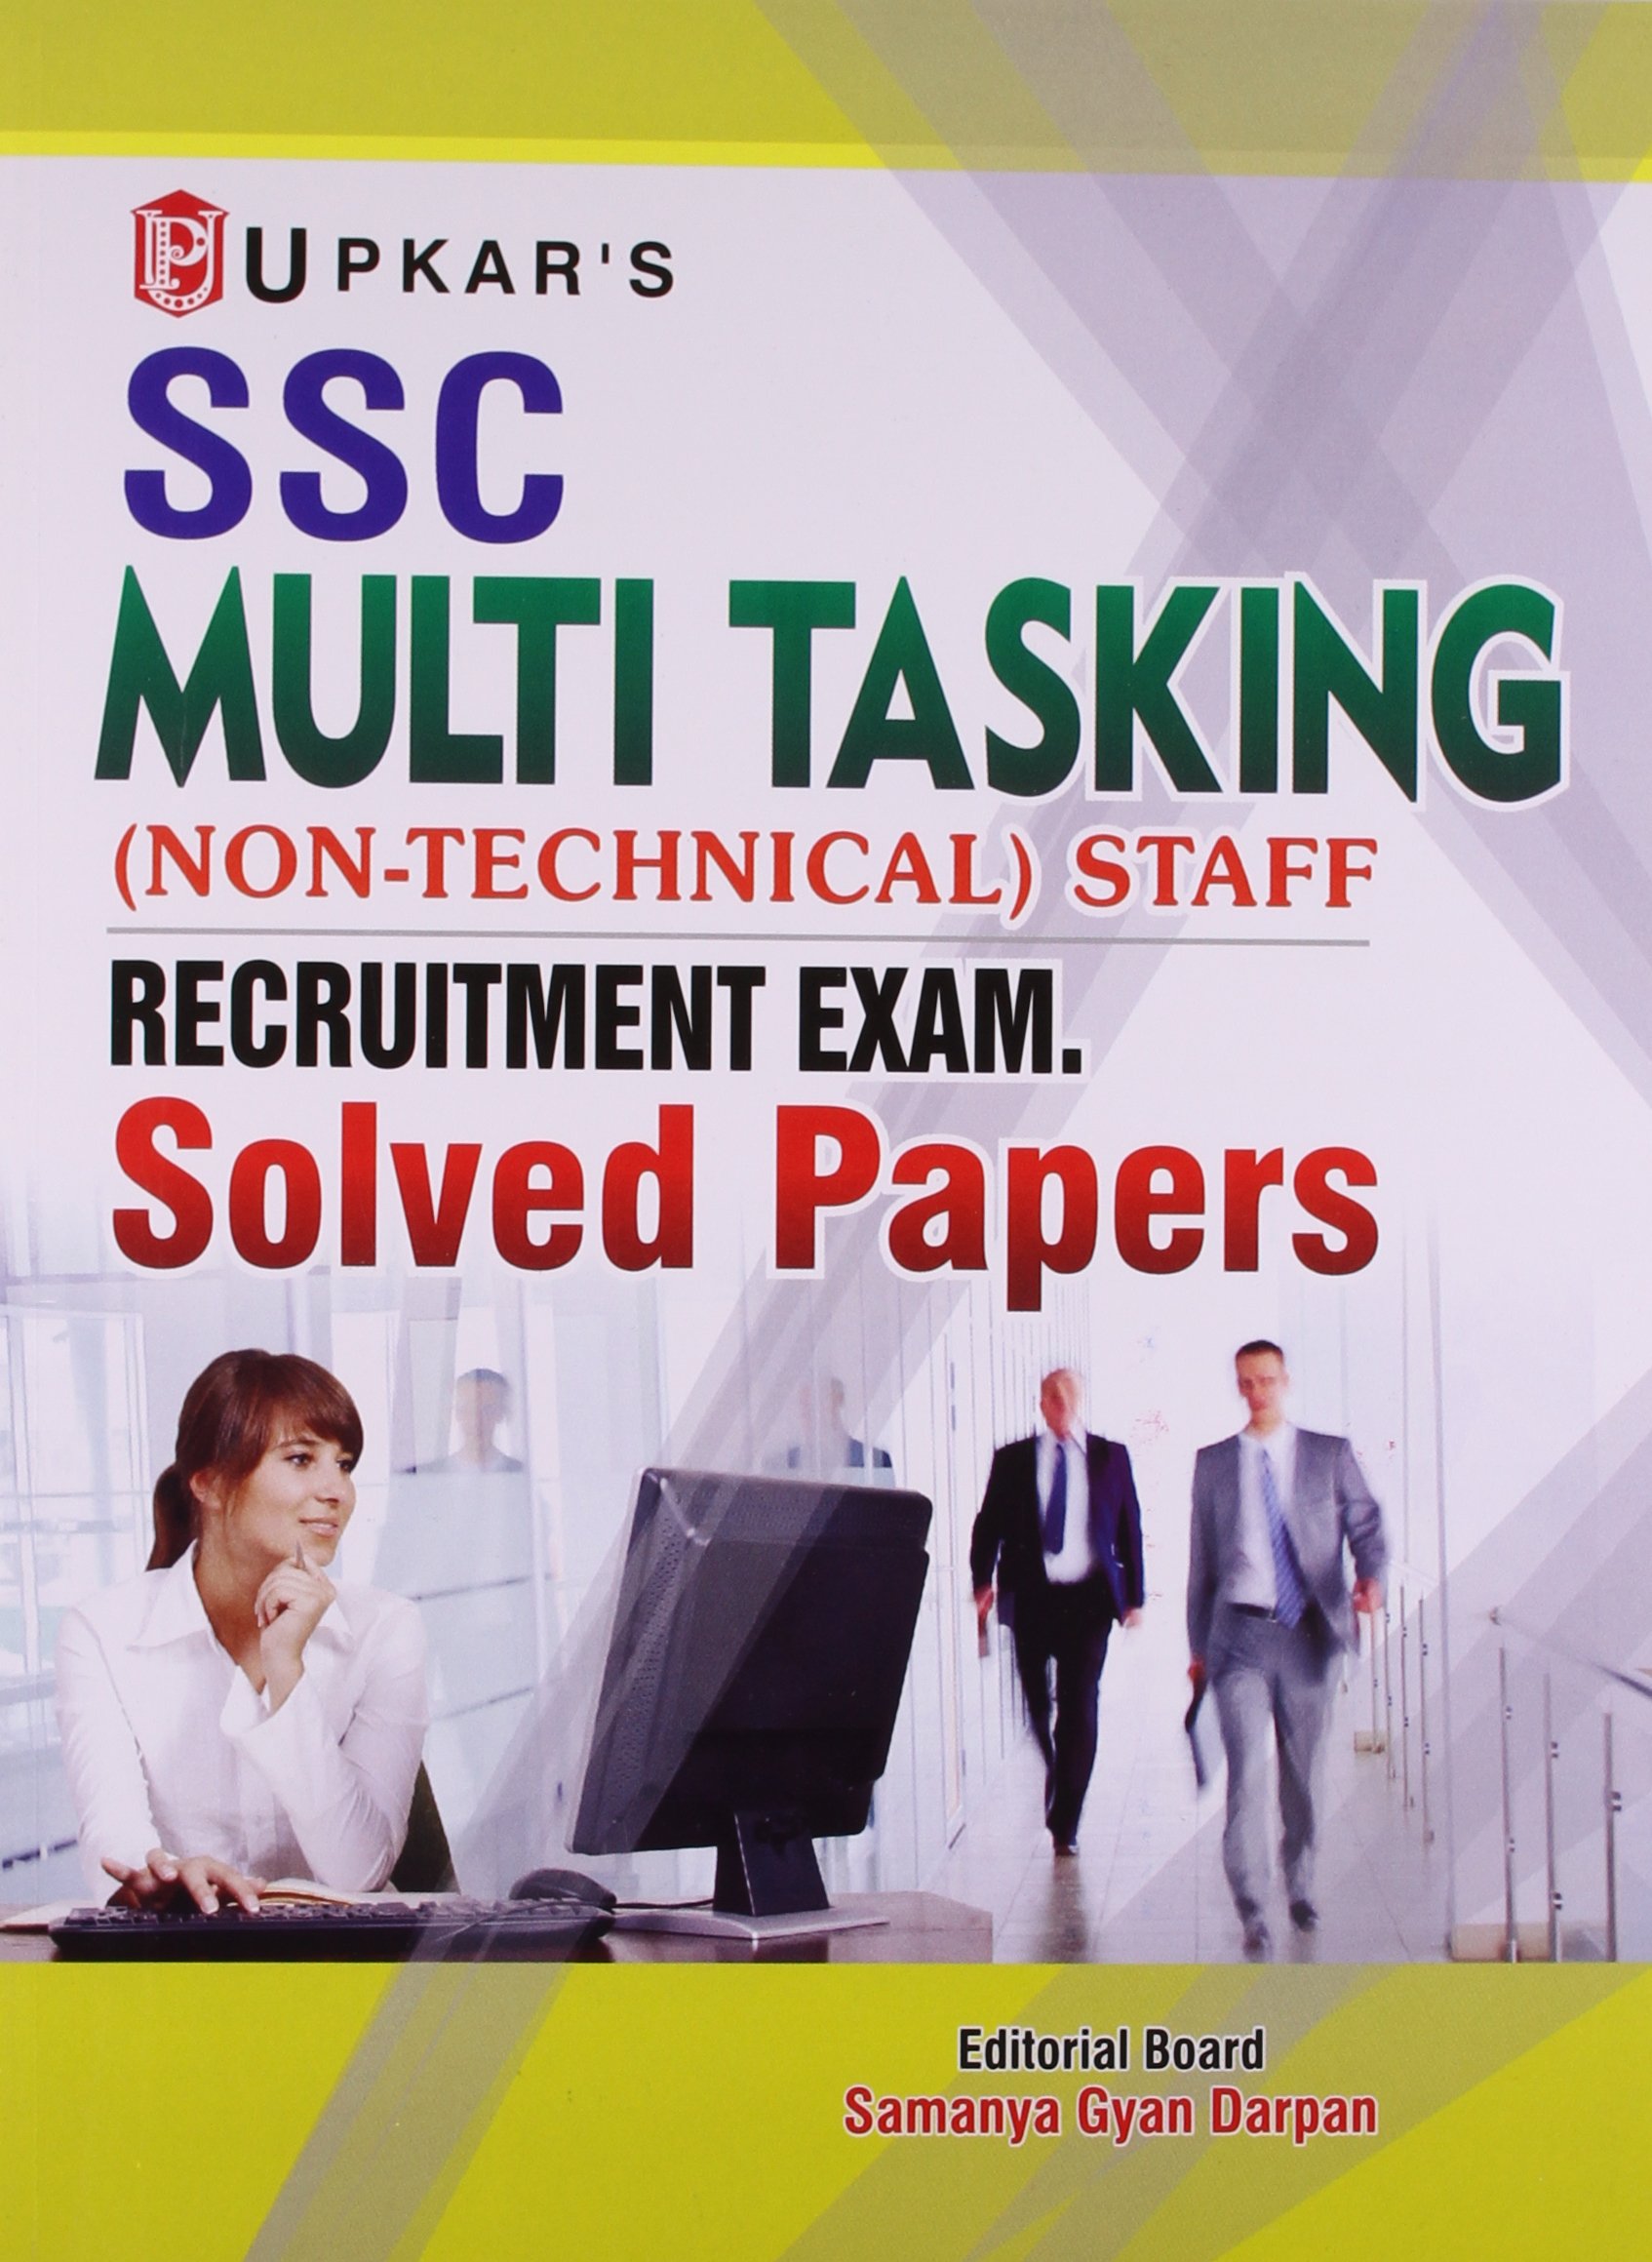 UPKAR'S
SSC
MULTI TASKING
(NON-TECHNICAL) STAFF
RECRUITMENT EXAM.
Solved Papers
Editorial Board
Samanya Gyan Darpan